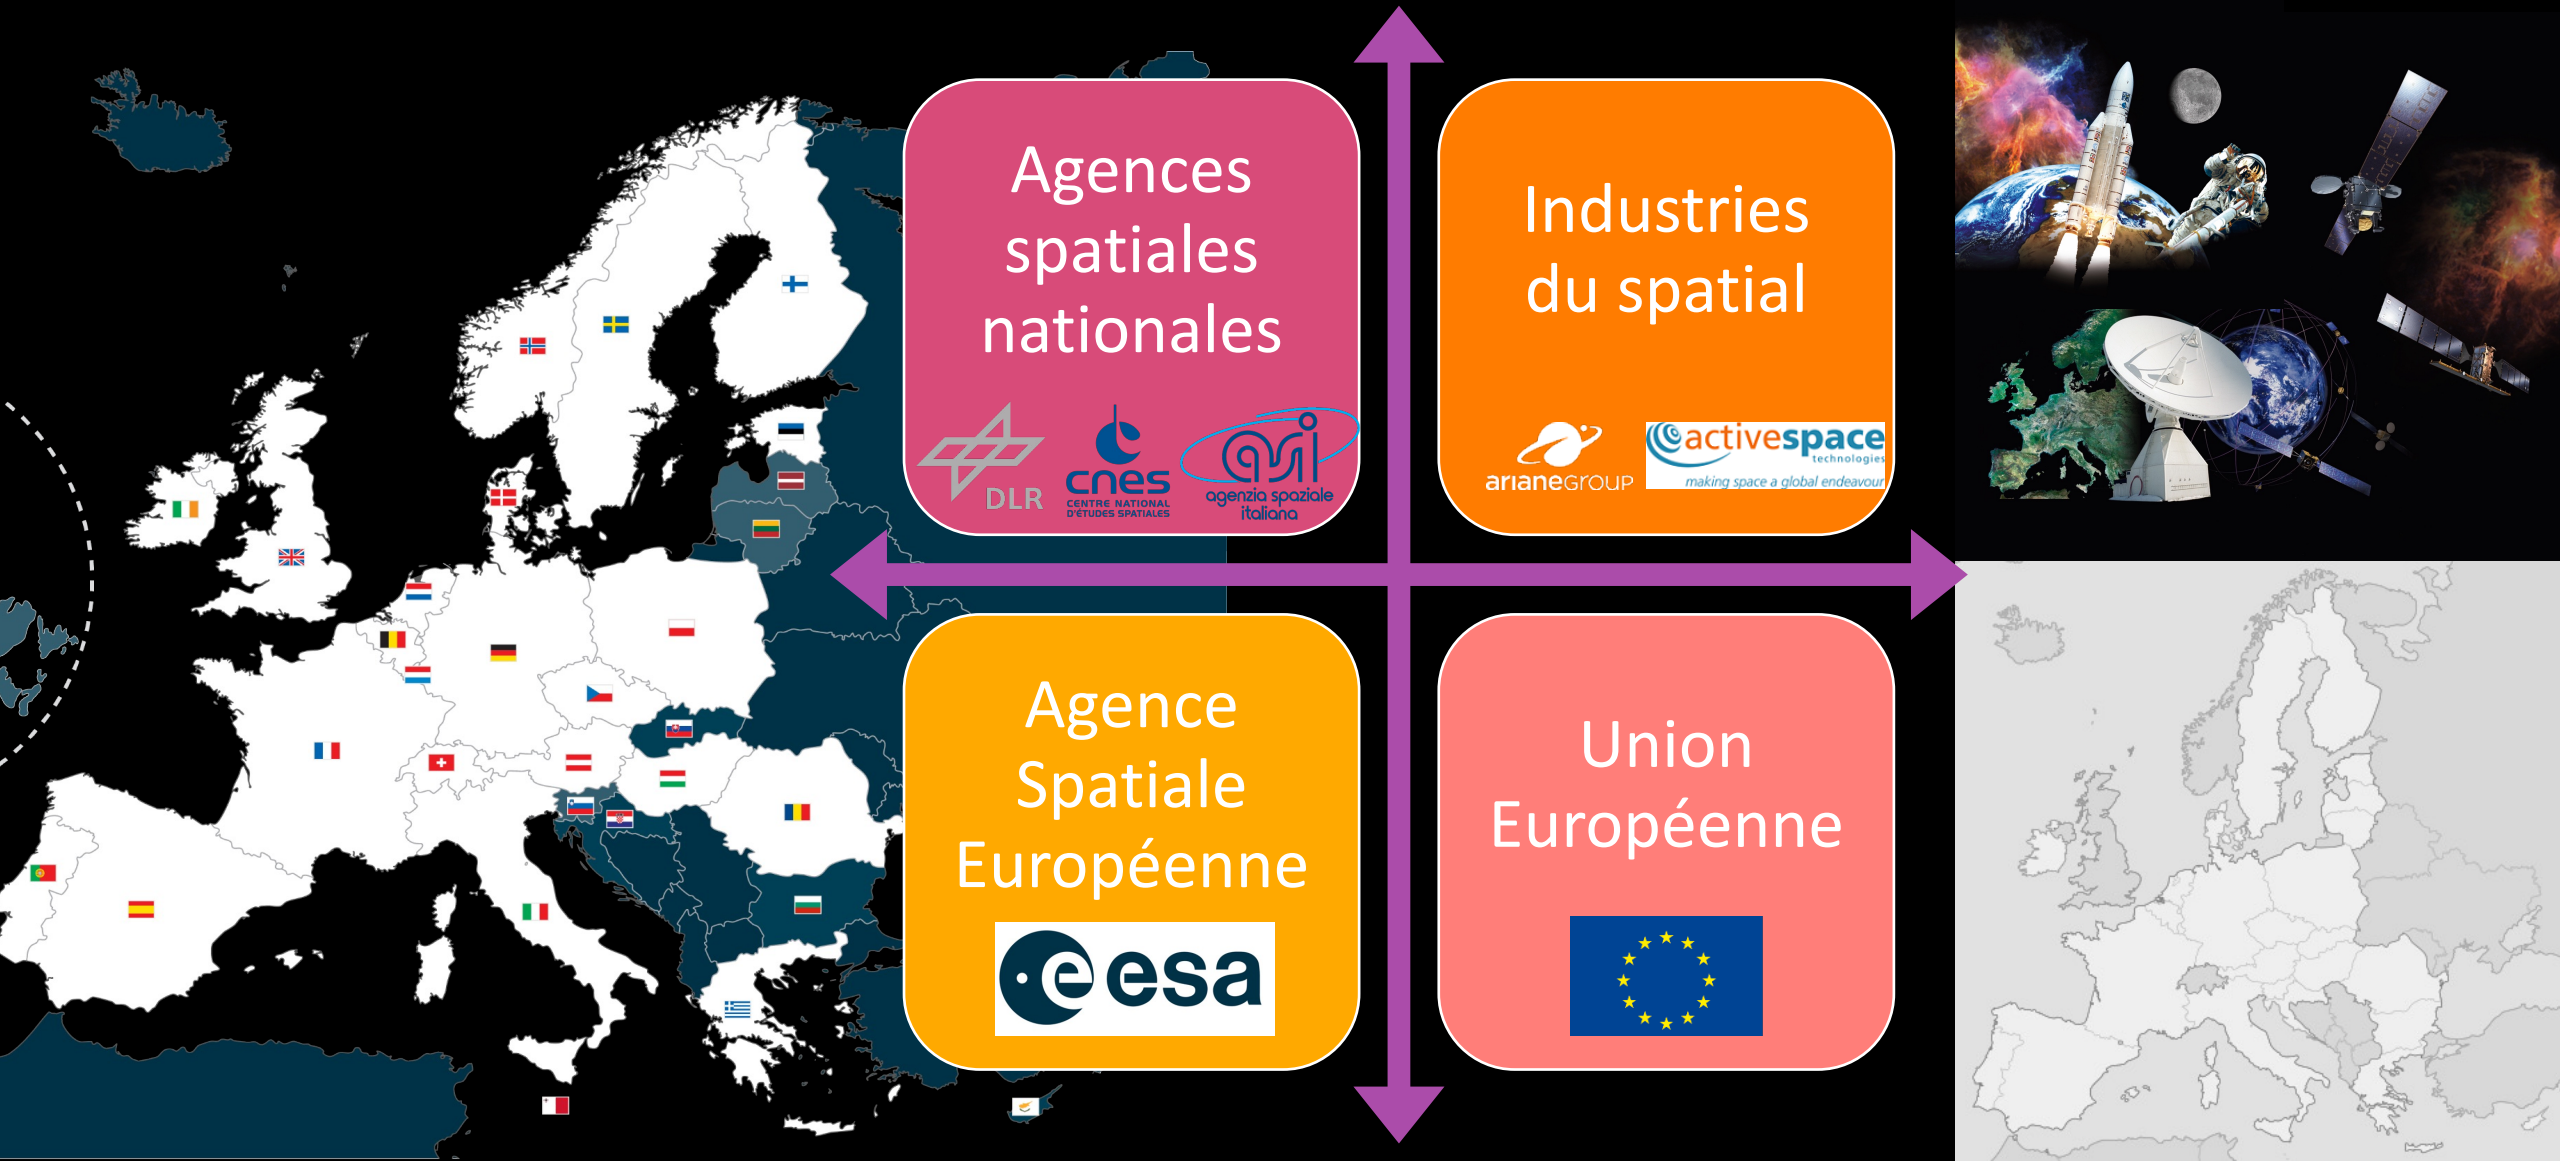 Agences
spatiales
nationales
DLR
cnes
CENTRE NATIONAL
D'ÉTUDES SPATIALES
asi
agenzia spaziale
italiana
Industries
du spatial
arianeGROUP
activespace
technologies
making space a global endeavour
Agence
Spatiale
Européenne
esa
Union
Européenne